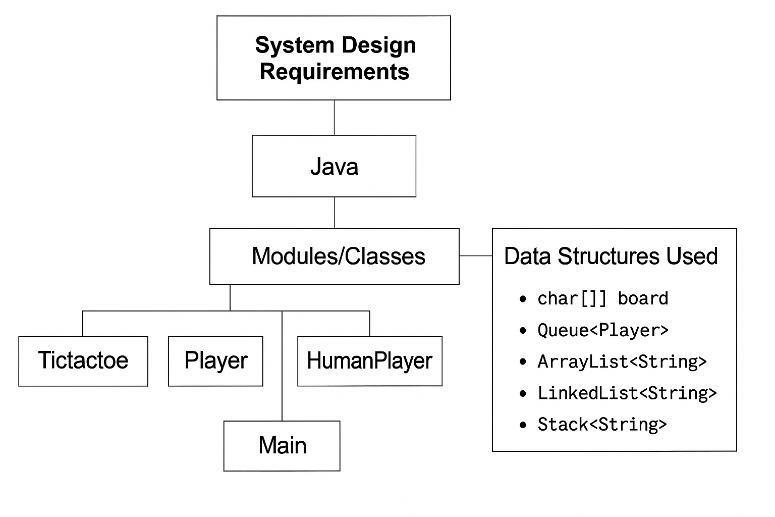 System Design
Requirements
Java
Modules/Classes
Data Structures Used
• char[]] board
• Queue<Player>
• ArrayList<String>
• LinkedList<String>
• Stack<String>
Tictactoe
Player
HumanPlayer
Main